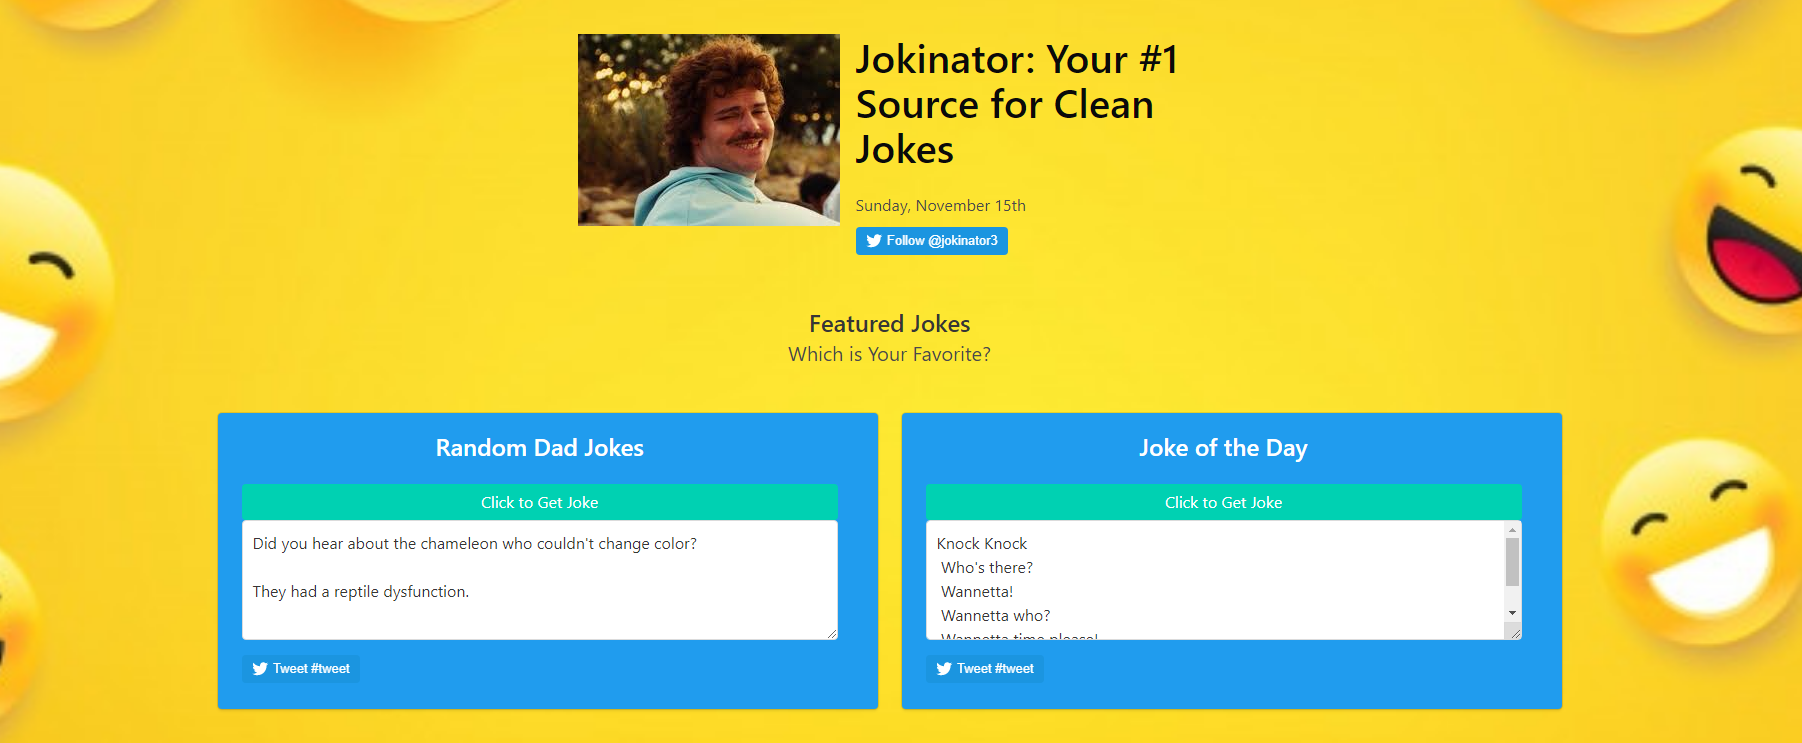 Jokinator: Your #1
Source for Clean
Jokes
Sunday, November 15th
Follow @jokinator3
Featured Jokes
Which is Your Favorite?
Random Dad Jokes
Click to Get Joke
Did you hear about the chameleon who couldn't change color?
They had a reptile dysfunction.
Tweet #tweet
Joke of the Day
Click to Get Joke
Knock Knock
Who's there?
Wannetta!
Wannetta who?
Wannetta time please!
Tweet #tweet